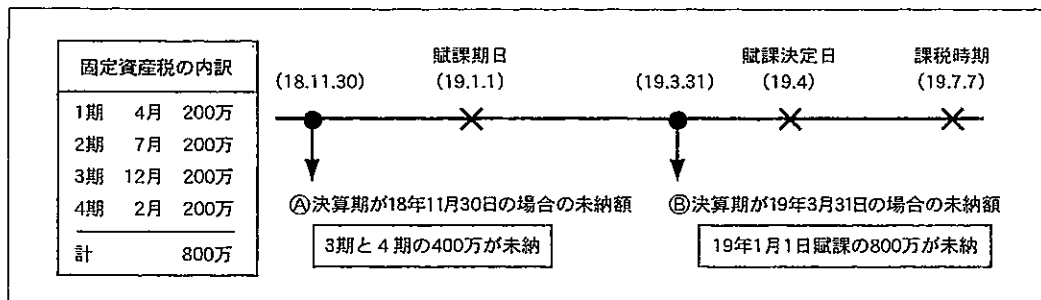 固定資産税の内訳
1期 4月 200万
2期 7月 200万
3期 12月 200万
4期 2月 200万
計 800万
賦課期日 賦課決定日 課税時期
(18.11.30) (19.1.1) (19.3.31) (19.4) (19.7.7)
Ⓐ決算期が18年11月30日の場合の未納額
3期と4期の400万が未納
Ⓑ決算期が19年3月31日の場合の未納額
19年1月1日賦課の800万が未納